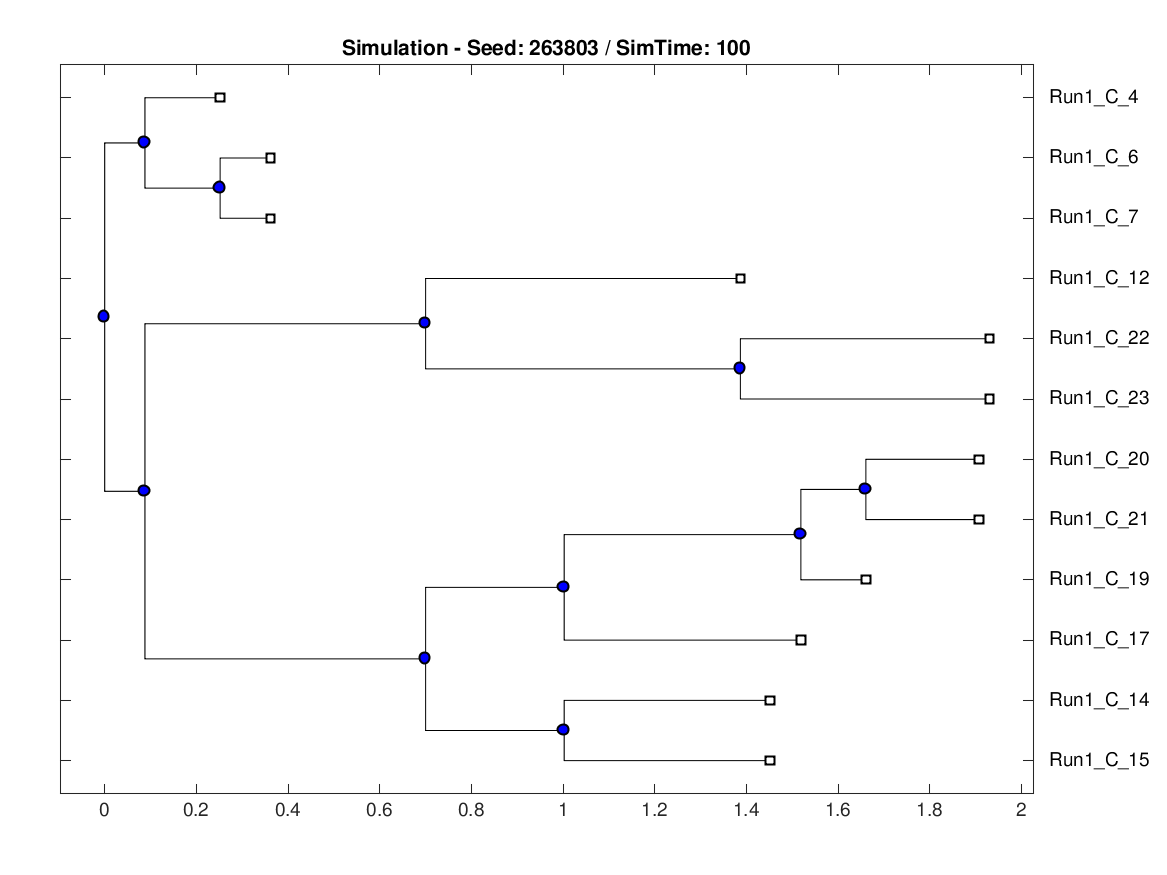 Simulation - Seed: 263803 / SimTime: 100
Run1_C_4
Run1_C_6
Run1_C_7
Run1_C_12
Run1_C_22
Run1_C_23
Run1_C_20
Run1_C_21
Run1_C_19
Run1_C_17
Run1_C_14
Run1_C_15
0 0.2 0.4 0.6 0.8 1 1.2 1.4 1.6 1.8 2